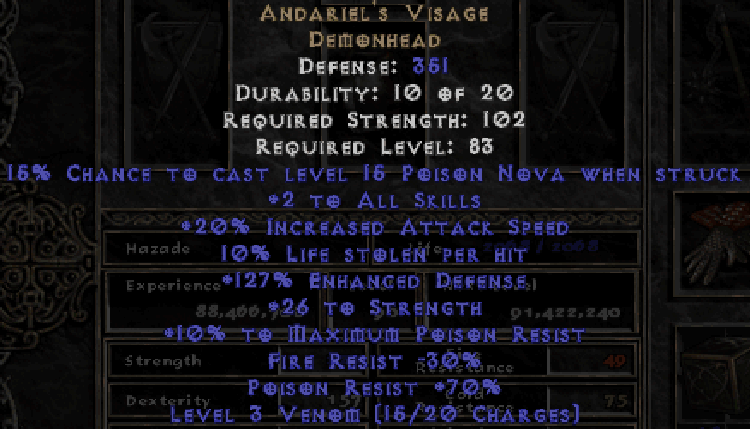 Andariel's Visage
Demonhead
Defense: 361
Durability: 10 of 20
Required Strength: 102
Required Level: 83
15% Chance to cast level 15 Poison Nova when struck
+2 to All Skills
+20% Increased Attack Speed
Hazade
10% Life stolen per hit
Experience
+127% Enhanced Defense
91,422,240
+26 to Strength
+10% to Maximum Poison Resist
Strength
Fire Resist -30%
Resistance
49
Poison Resist +70%
Dexterity
75
Level 3 Venom (15/20 Charges)